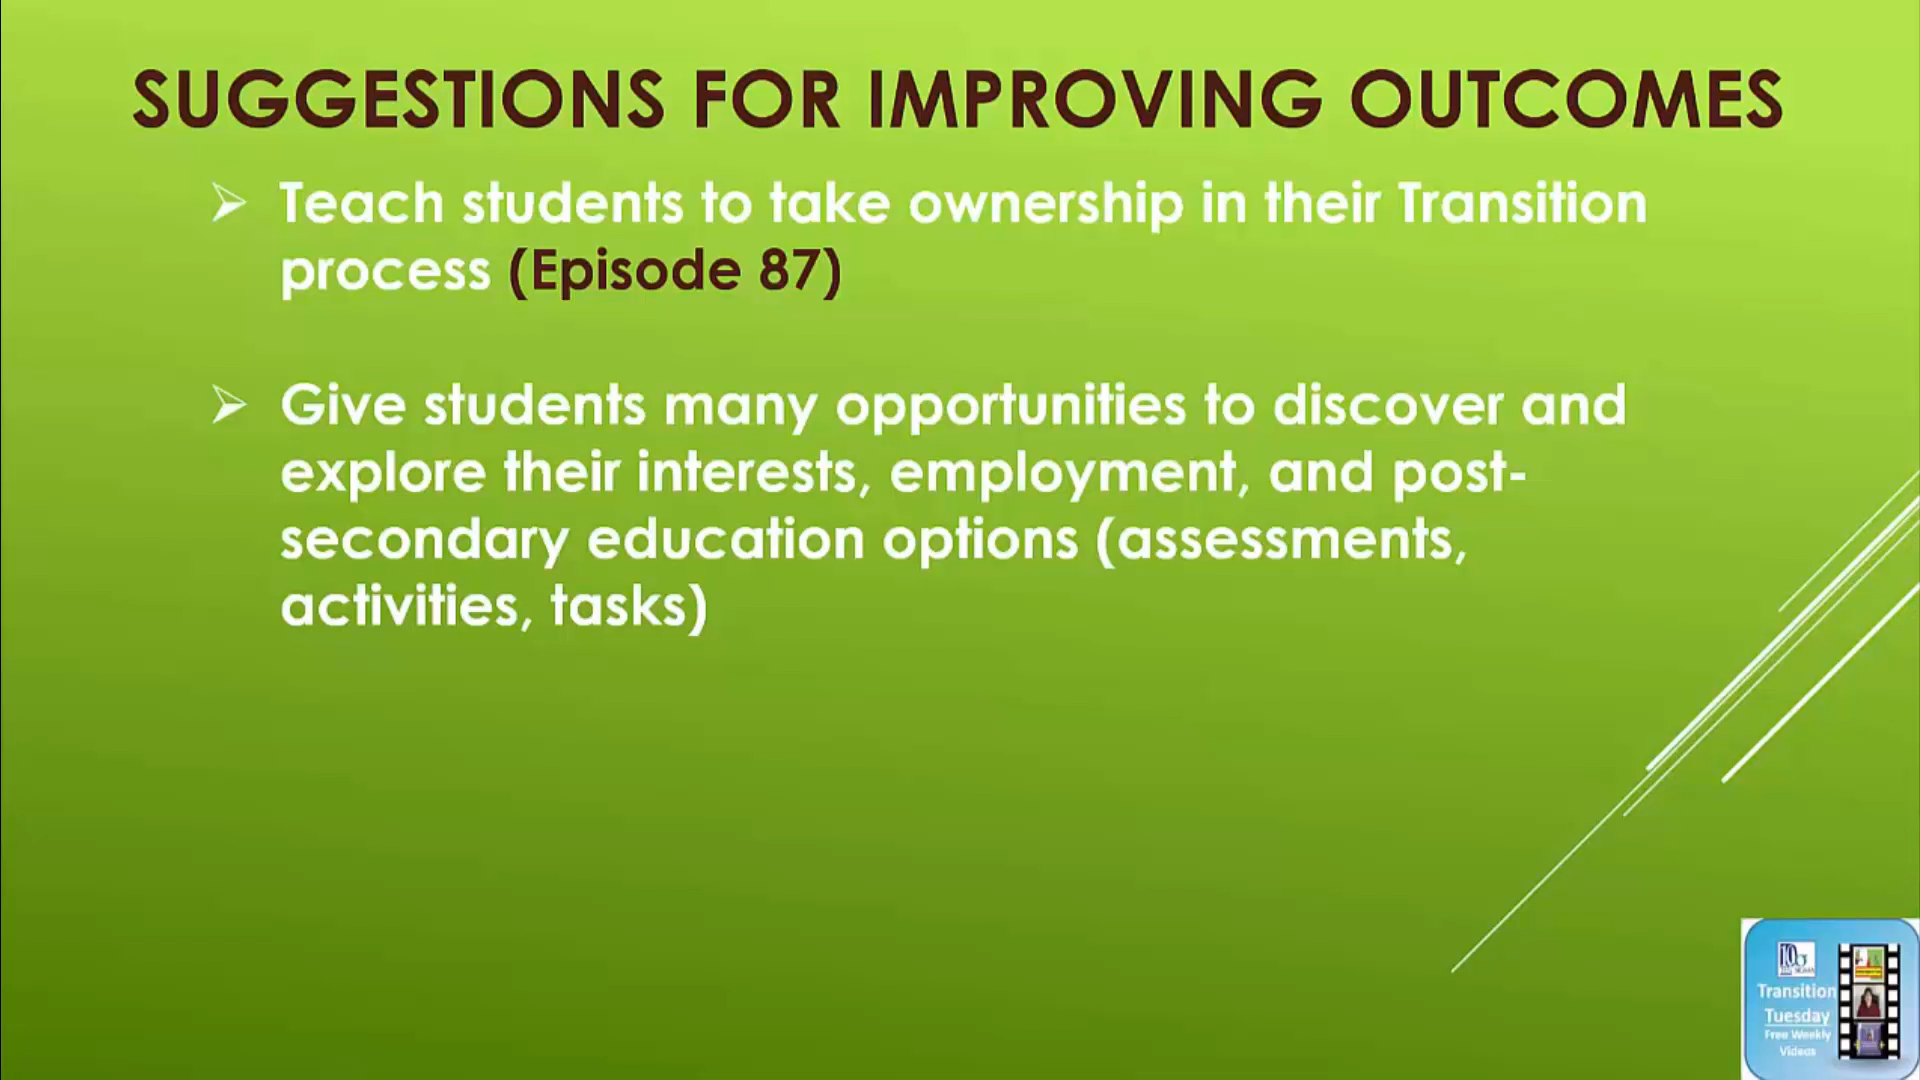 SUGGESTIONS FOR IMPROVING OUTCOMES
Teach students to take ownership in their Transition
process (Episode 87)
Give students many opportunities to discover and
explore their interests, employment, and post-
secondary education options (assessments,
activities, tasks)
Transition
Tuesday
Free Weekly
Videos